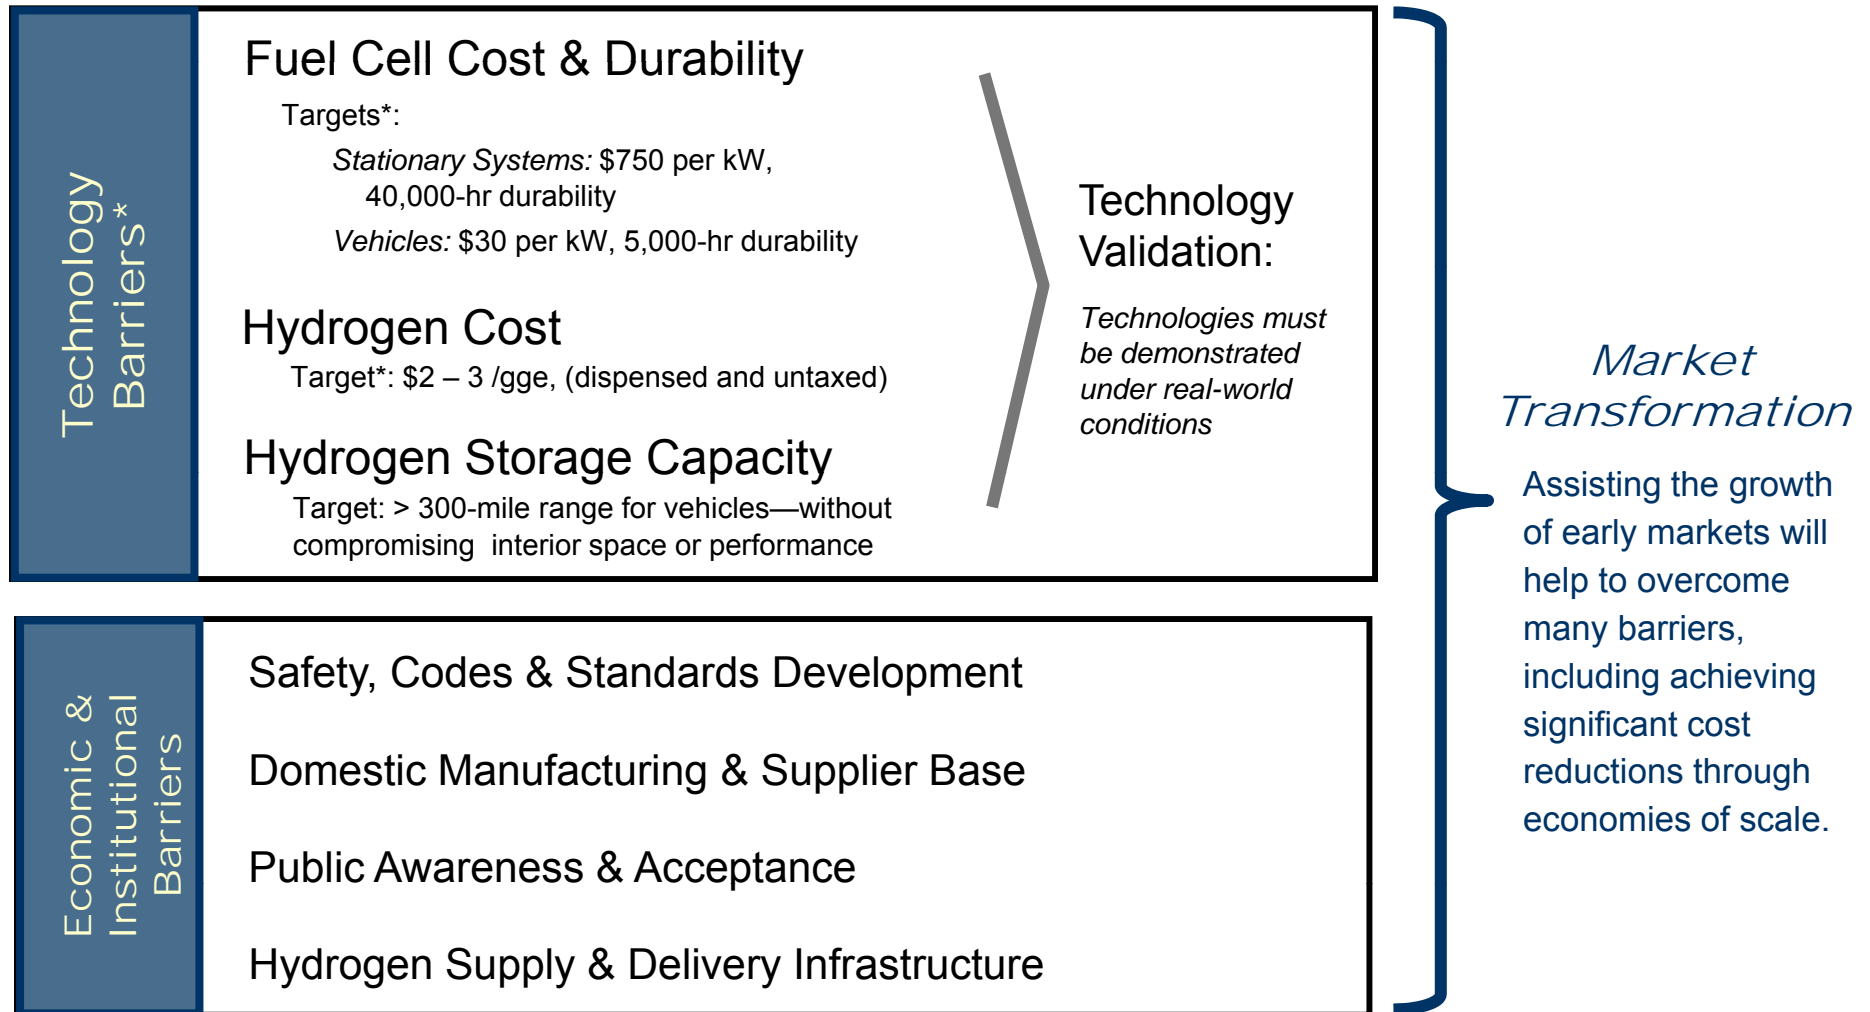 Technology
Barriers*
Fuel Cell Cost & Durability
Targets*:
Stationary Systems: $750 per kW,
40,000-hr durability
Vehicles: $30 per kW, 5,000-hr durability
Hydrogen Cost
Target*: $2 – 3 /gge, (dispensed and untaxed)
Hydrogen Storage Capacity
Target: > 300-mile range for vehicles—without
compromising interior space or performance
Technology
Validation:
Technologies must
be demonstrated
under real-world
conditions
Economic &
Institutional
Barriers
Safety, Codes & Standards Development
Domestic Manufacturing & Supplier Base
Public Awareness & Acceptance
Hydrogen Supply & Delivery Infrastructure
Market
Transformation
Assisting the growth
of early markets will
help to overcome
many barriers,
including achieving
significant cost
reductions through
economies of scale.